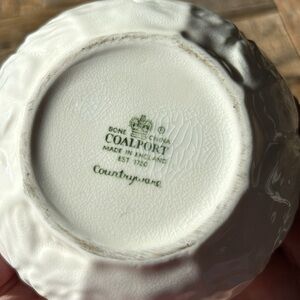 BONE CHINA
®
COALPORT
MADE IN ENGLAND
EST. 1750
Countryware